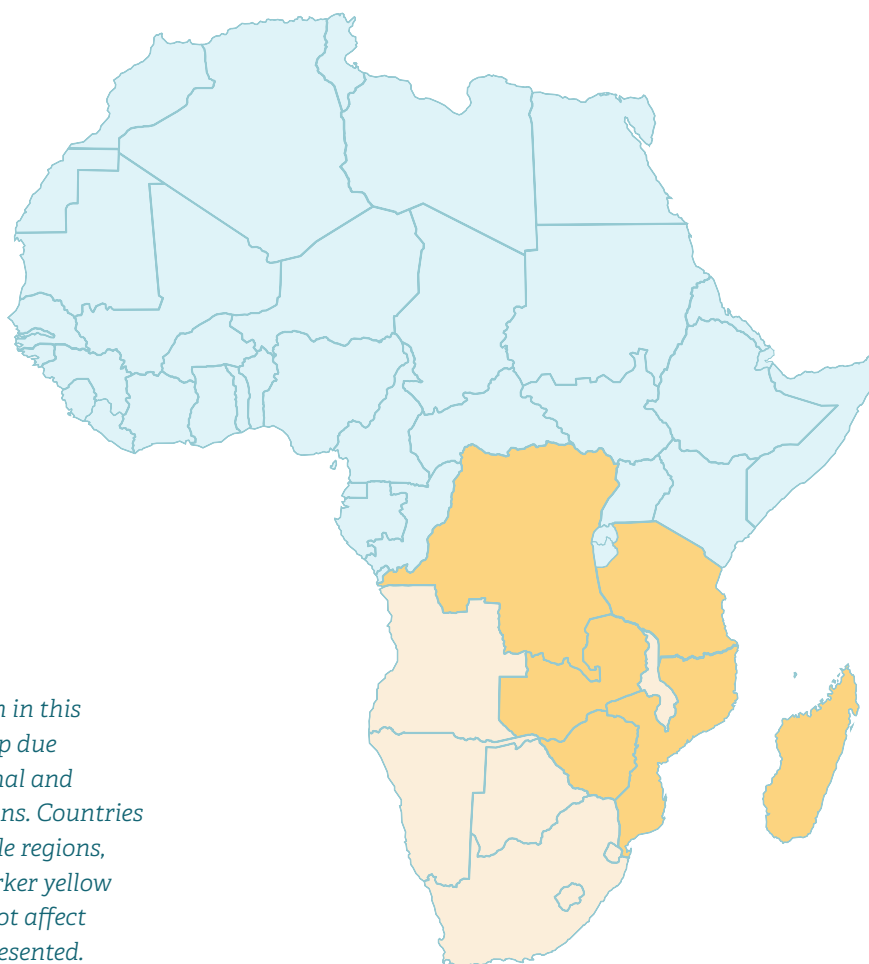 n in this
p due
nal and
ns. Countries
le regions,
rker yellow
ot affect
esented.